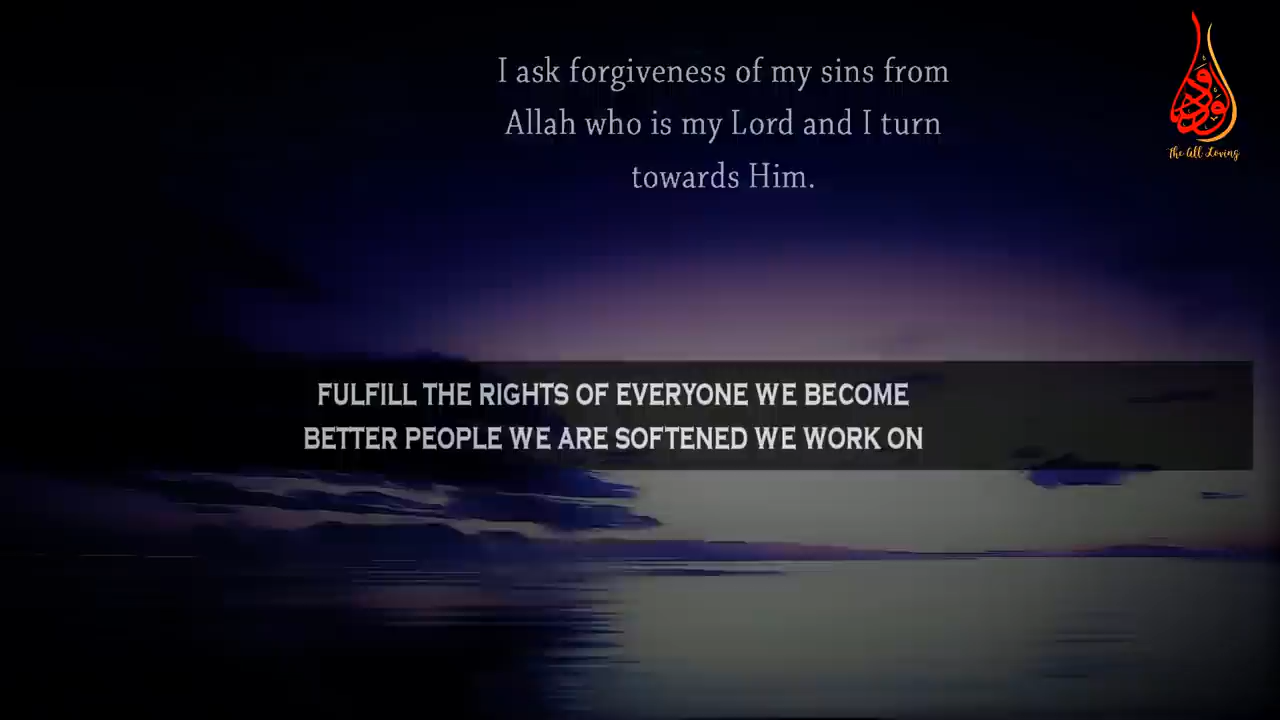 I ask forgiveness of my sins from
Allah who is my Lord and I turn
towards Him.
The All Loving
FULFILL THE RIGHTS OF EVERYONE WE BECOME
BETTER PEOPLE WE ARE SOFTENED WE WORK ON